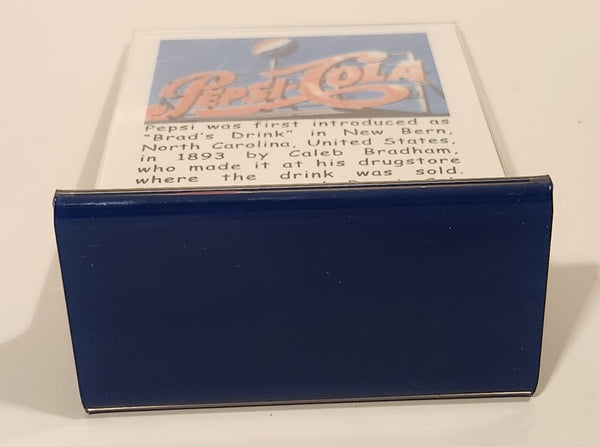 PEPSI-COLA
Pepsi was first introduced as
"Brad's Drink" in New Bern,
North Carolina, United States,
in 1893 by Caleb Bradham,
who made it at his drugstore
where the drink was sold.